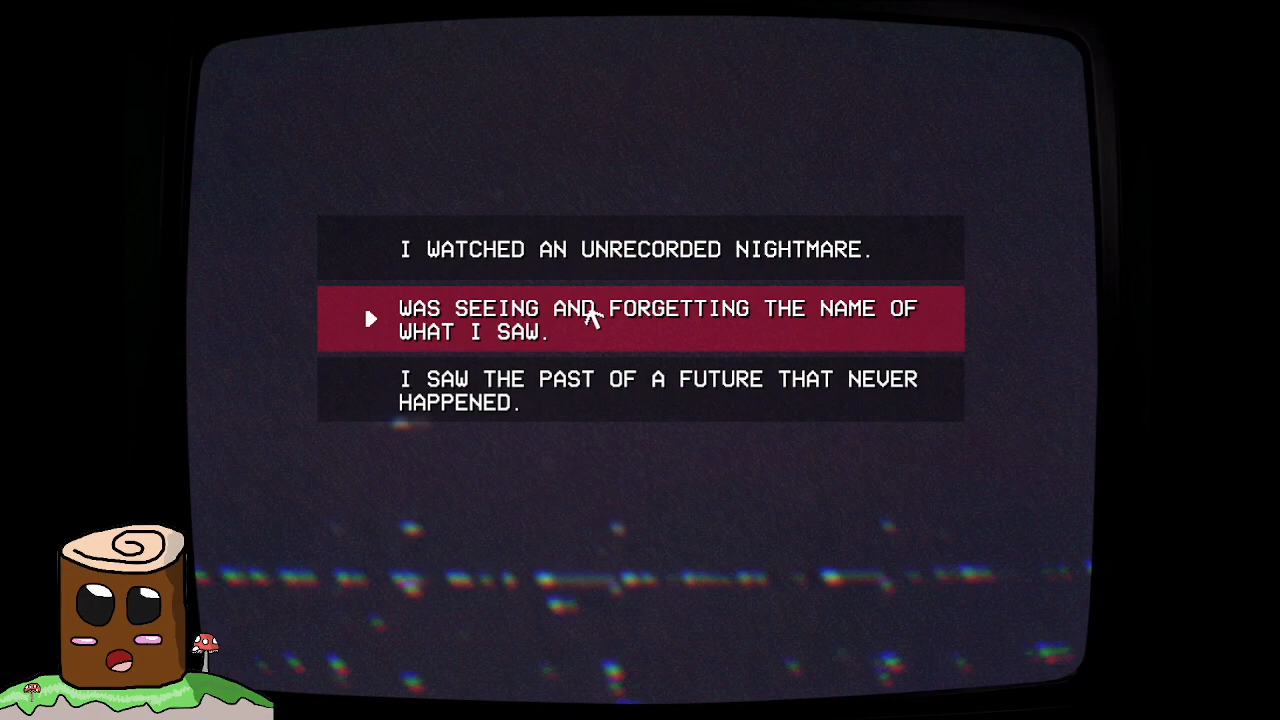 I WATCHED AN UNRECORDED NIGHTMARE.
WAS SEEING AND FORGETTING THE NAME OF
WHAT I SAW.
I SAW THE PAST OF A FUTURE THAT NEVER
HAPPENED.